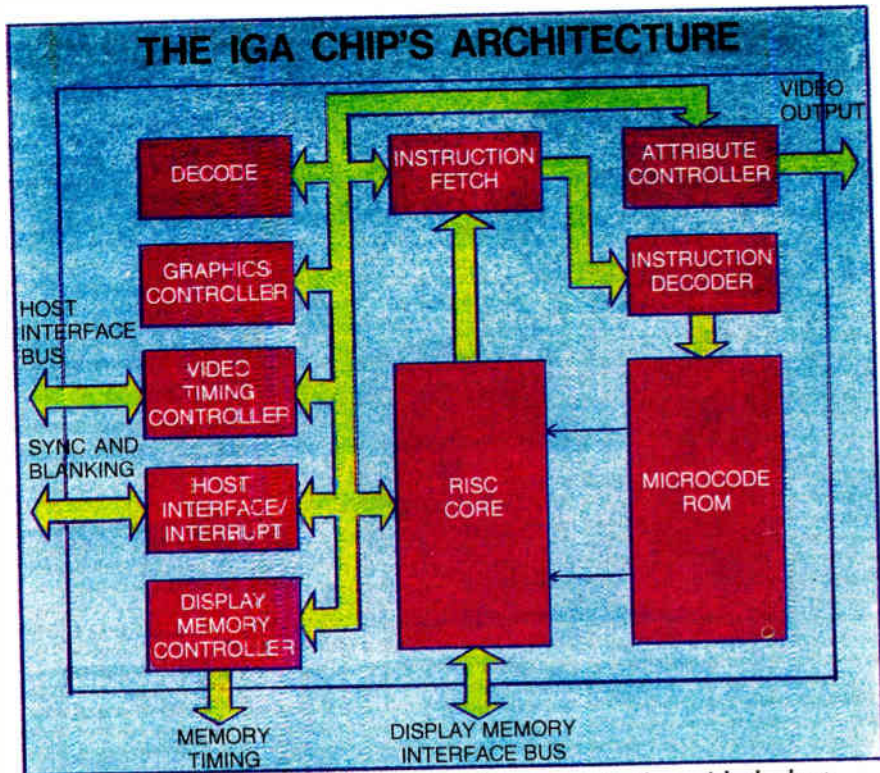 THE IGA CHIP'S ARCHITECTURE
VIDEO
OUTPUT
DECODE
INSTRUCTION
FETCH
ATTRIBUTE
CONTROLLER
GRAPHICS
CONTROLLER
INSTRUCTION
DECODER
HOST
INTERFACE
BUS
VIDEO
TIMING
CONTROLLER
SYNC AND
BLANKING
HOST
INTERFACE/
INTERRUPT
RISC
CORE
MICROCODE
ROM
DISPLAY
MEMORY
CONTROLLER
MEMORY
TIMING
DISPLAY MEMORY
INTERFACE BUS